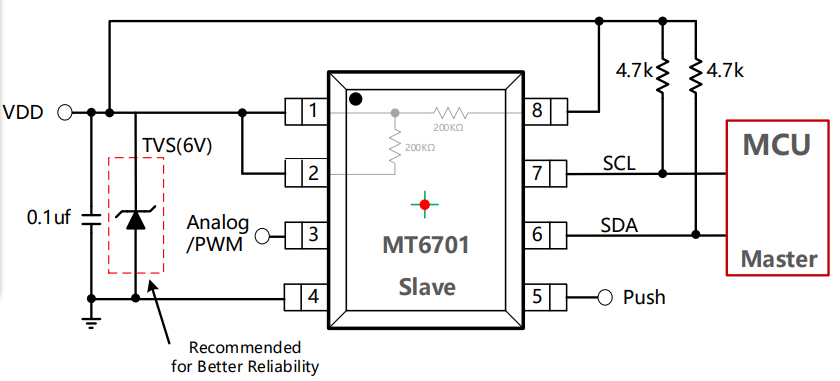 VDD
0.1uf
TVS(6V)
Analog
/PWM
Recommended
for Better Reliability
1
2
3
4
200KΩ
200KΩ
MT6701
Slave
8
7
6
5
SCL
SDA
Push
4.7k
4.7k
MCU
Master